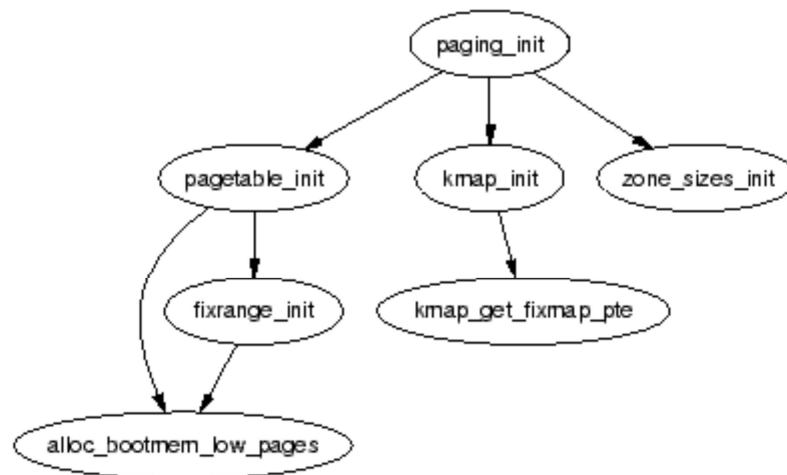 paging_init
pagetable_init
kmap_init
zone_sizes_init
fixrange_init
kmap_get_fixmap_pte
alloc_bootmem_low_pages